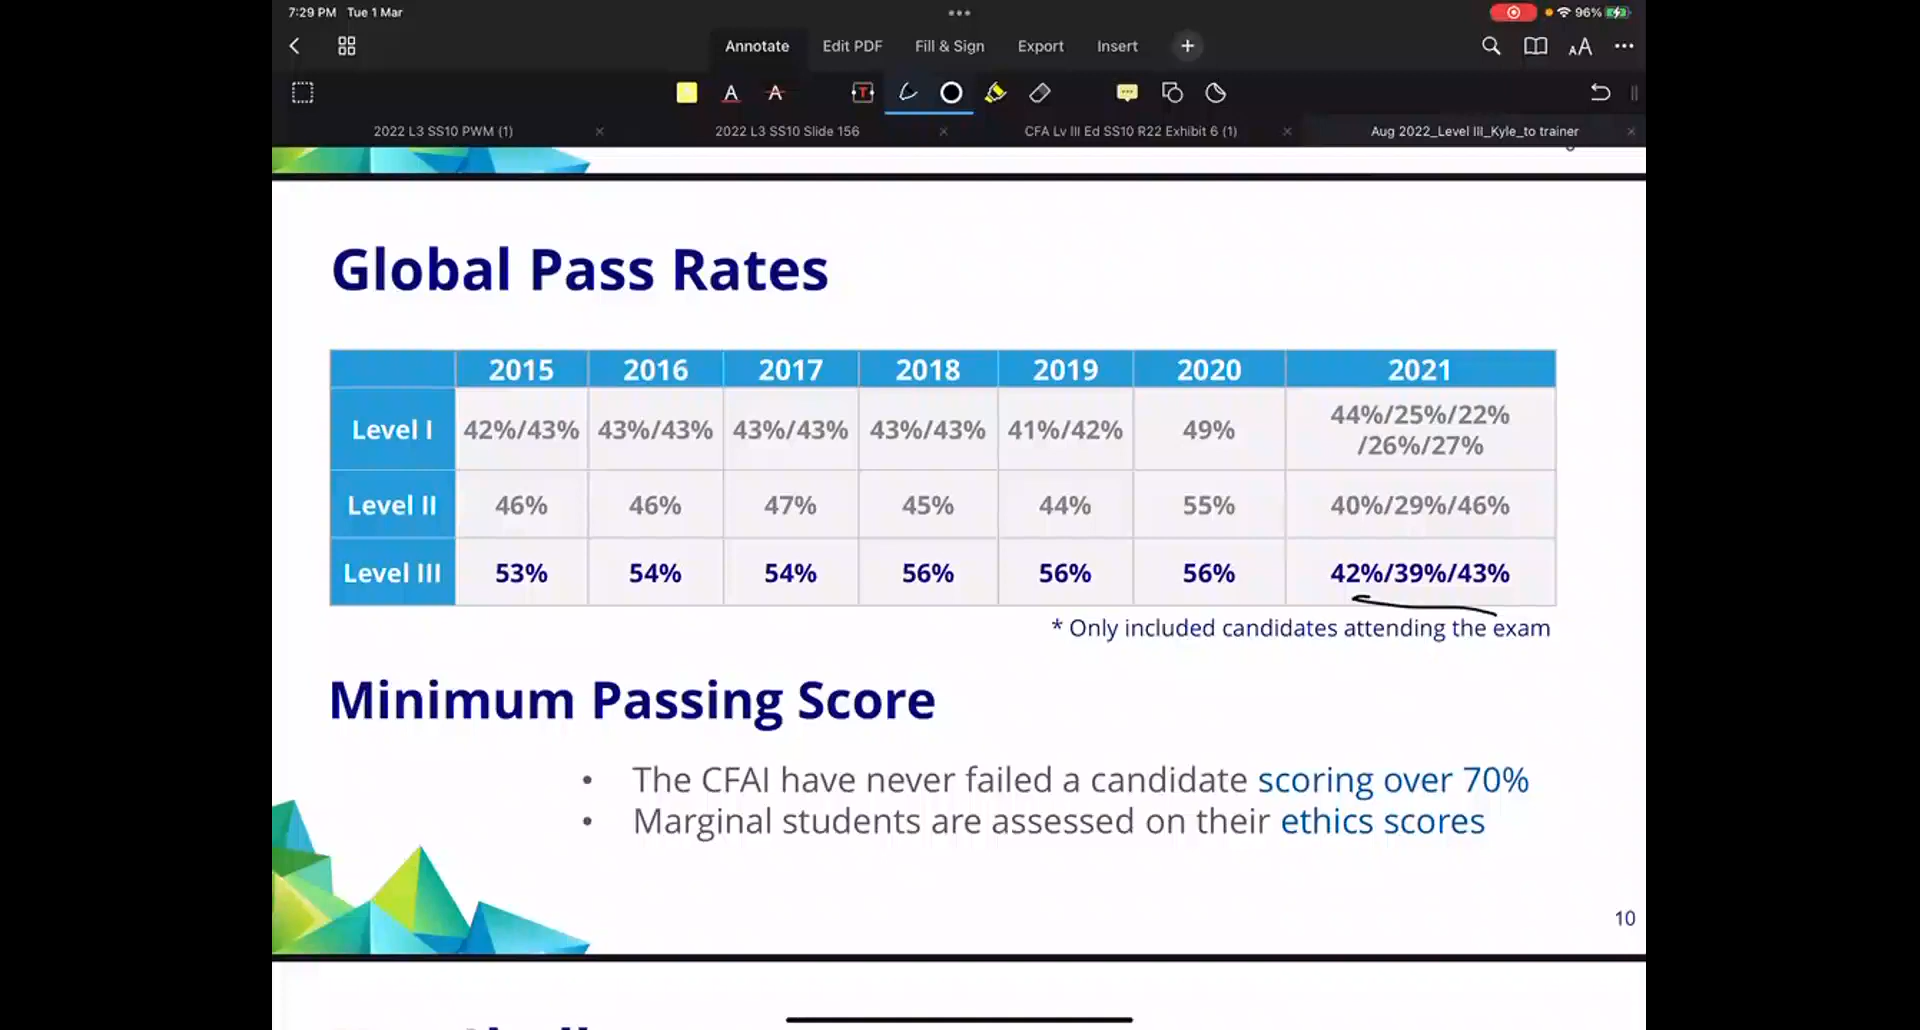 7:29 PM Tue 1 Mar
96%
Annotate Edit PDF Fill & Sign Export Insert
2022 L3 SS10 PWM (1) 2022 L3 SS10 Slide 156 CFA Lv III Ed SS10 R22 Exhibit 6 (1) Aug 2022_Level III_Kyle_to trainer
Global Pass Rates
2015 2016 2017 2018 2019 2020 2021
Level I 42%/43% 43%/43% 43%/43% 43%/43% 41%/42% 49% 44%/25%/22%
/26%/27%
Level II 46% 46% 47% 45% 44% 55% 40%/29%/46%
Level III 53% 54% 54% 56% 56% 56% 42%/39%/43%
* Only included candidates attending the exam
Minimum Passing Score
• The CFAI have never failed a candidate scoring over 70%
• Marginal students are assessed on their ethics scores
10